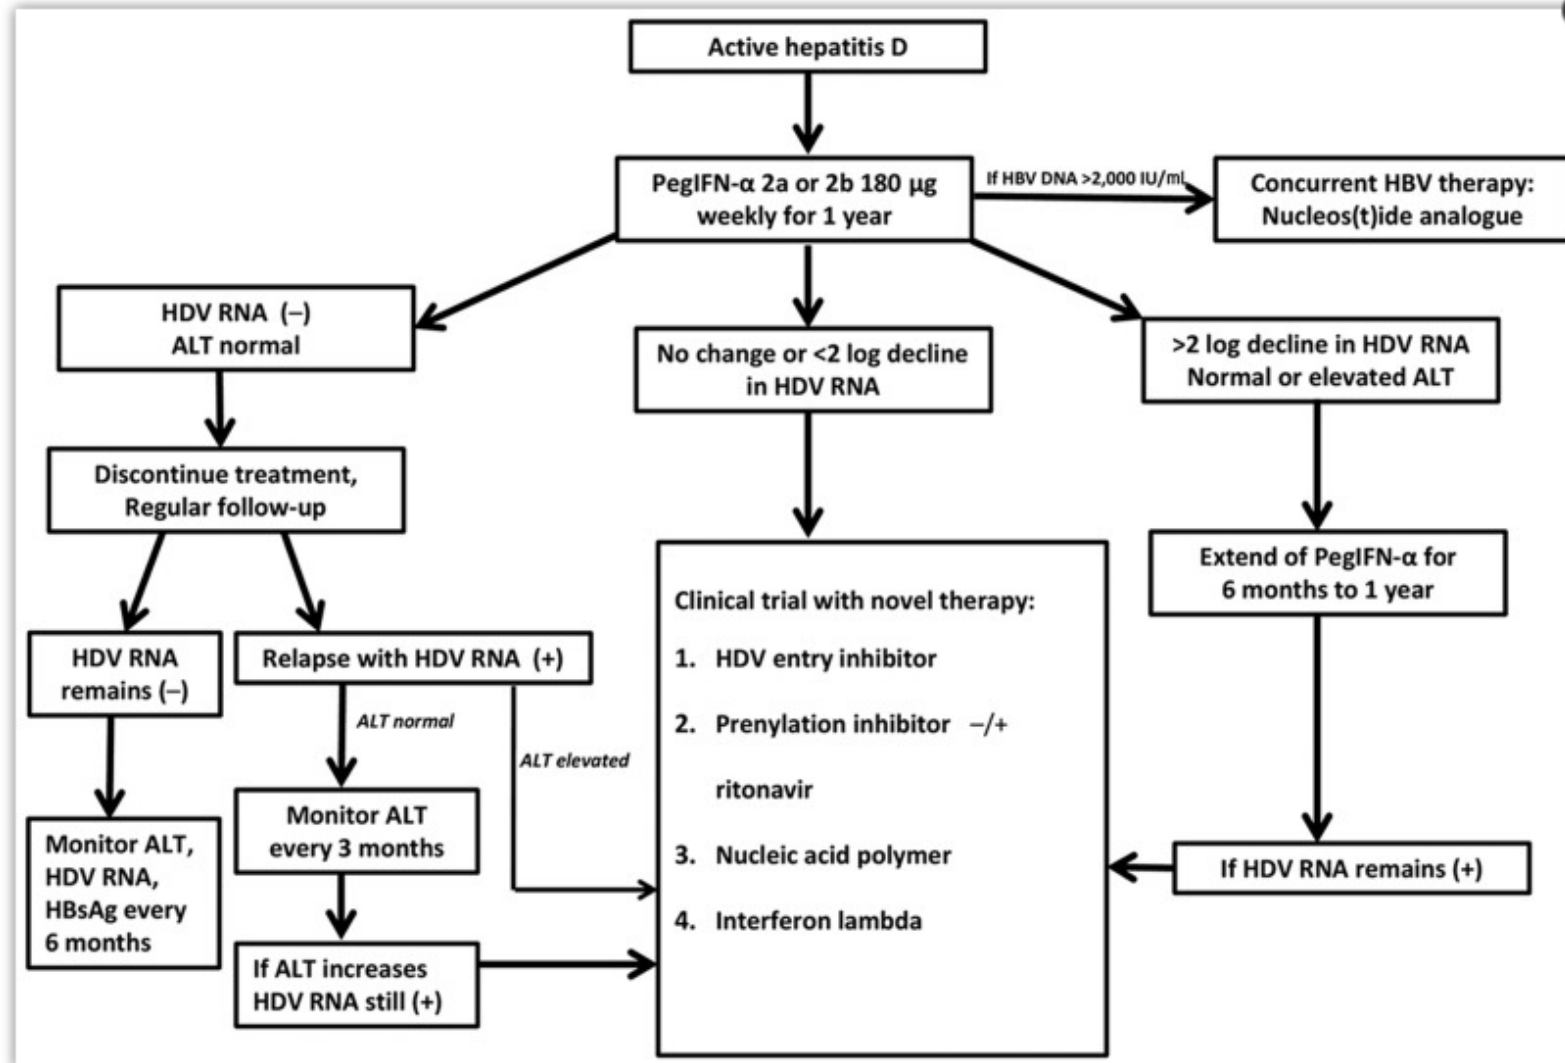 Active hepatitis D
PegIFN-α 2a or 2b 180 µg
weekly for 1 year
If HBV DNA >2,000 IU/ml
Concurrent HBV therapy:
Nucleos(t)ide analogue
HDV RNA (–)
ALT normal
No change or <2 log decline
in HDV RNA
>2 log decline in HDV RNA
Normal or elevated ALT
Discontinue treatment,
Regular follow-up
Extend of PegIFN-α for
6 months to 1 year
HDV RNA
remains (–)
Relapse with HDV RNA (+)
ALT normal
ALT elevated
Monitor ALT,
HDV RNA,
HBsAg every
6 months
Monitor ALT
every 3 months
If ALT increases
HDV RNA still (+)
Clinical trial with novel therapy:
1. HDV entry inhibitor
2. Prenylation inhibitor –/+
ritonavir
3. Nucleic acid polymer
4. Interferon lambda
If HDV RNA remains (+)